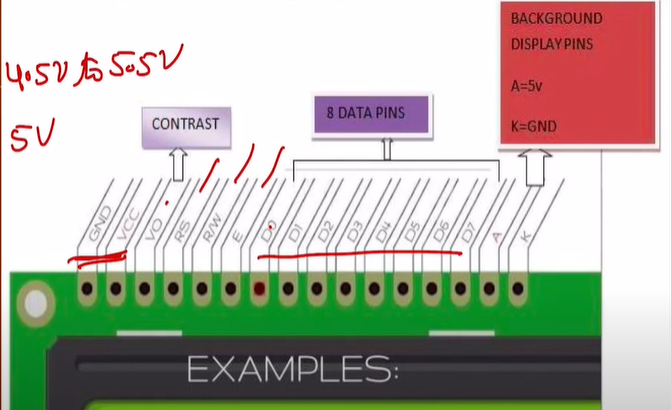 BACKGROUND
DISPLAY PINS
A=5v
K=GND
4.5V to 5.5V
5V
CONTRAST
8 DATA PINS
GND VCC VO RS R/W E D0 D1 D2 D3 D4 D5 D6 D7 A K
EXAMPLES: